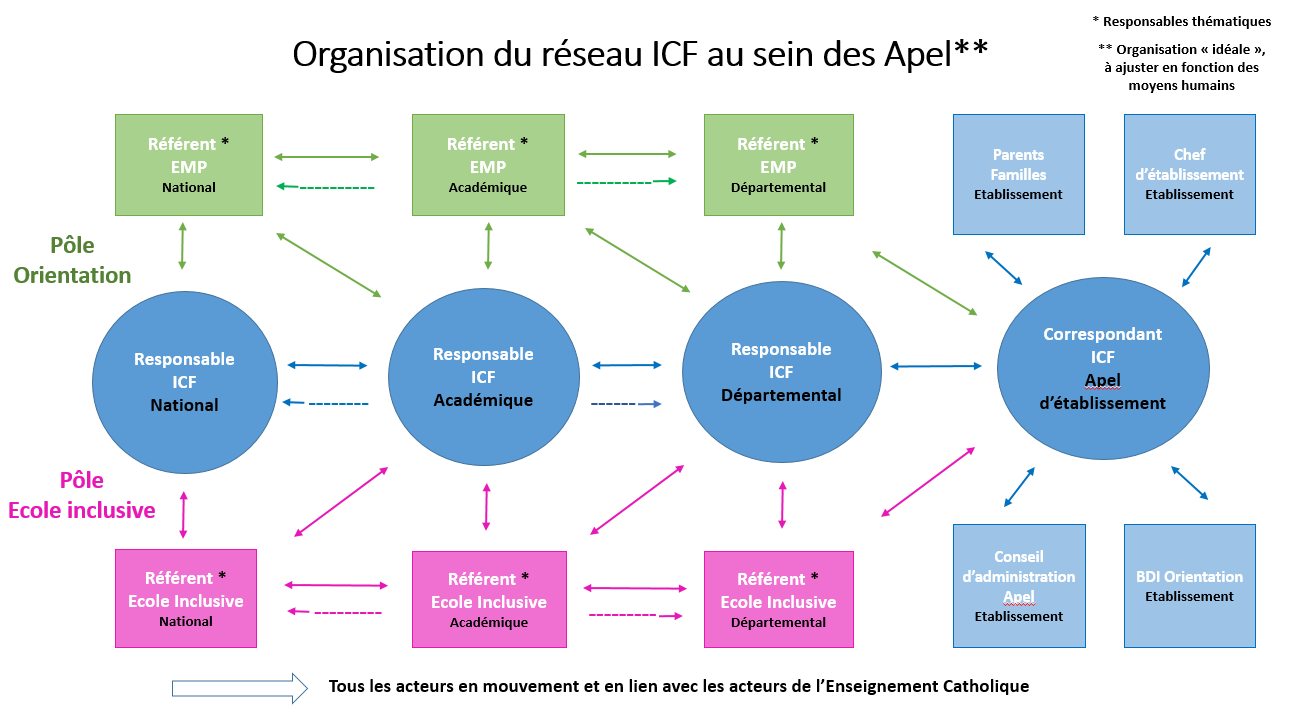 * Responsables thématiques
Organisation du réseau ICF au sein des Apel**
** Organisation « idéale »,
à ajuster en fonction des
moyens humains
Référent *
EMP
National
Référent *
EMP
Académique
Référent *
EMP
Départemental
Parents
Familles
Etablissement
Chef
d’établissement
Etablissement
Pôle
Orientation
Responsable
ICF
National
Responsable
ICF
Académique
Responsable
ICF
Départemental
Correspondant
ICF
Apel
d’établissement
Pôle
Ecole inclusive
Référent *
Ecole Inclusive
National
Référent *
Ecole Inclusive
Académique
Référent *
Ecole Inclusive
Départemental
Conseil
d’administration
Apel
Etablissement
BDI Orientation
Etablissement
Tous les acteurs en mouvement et en lien avec les acteurs de l’Enseignement Catholique